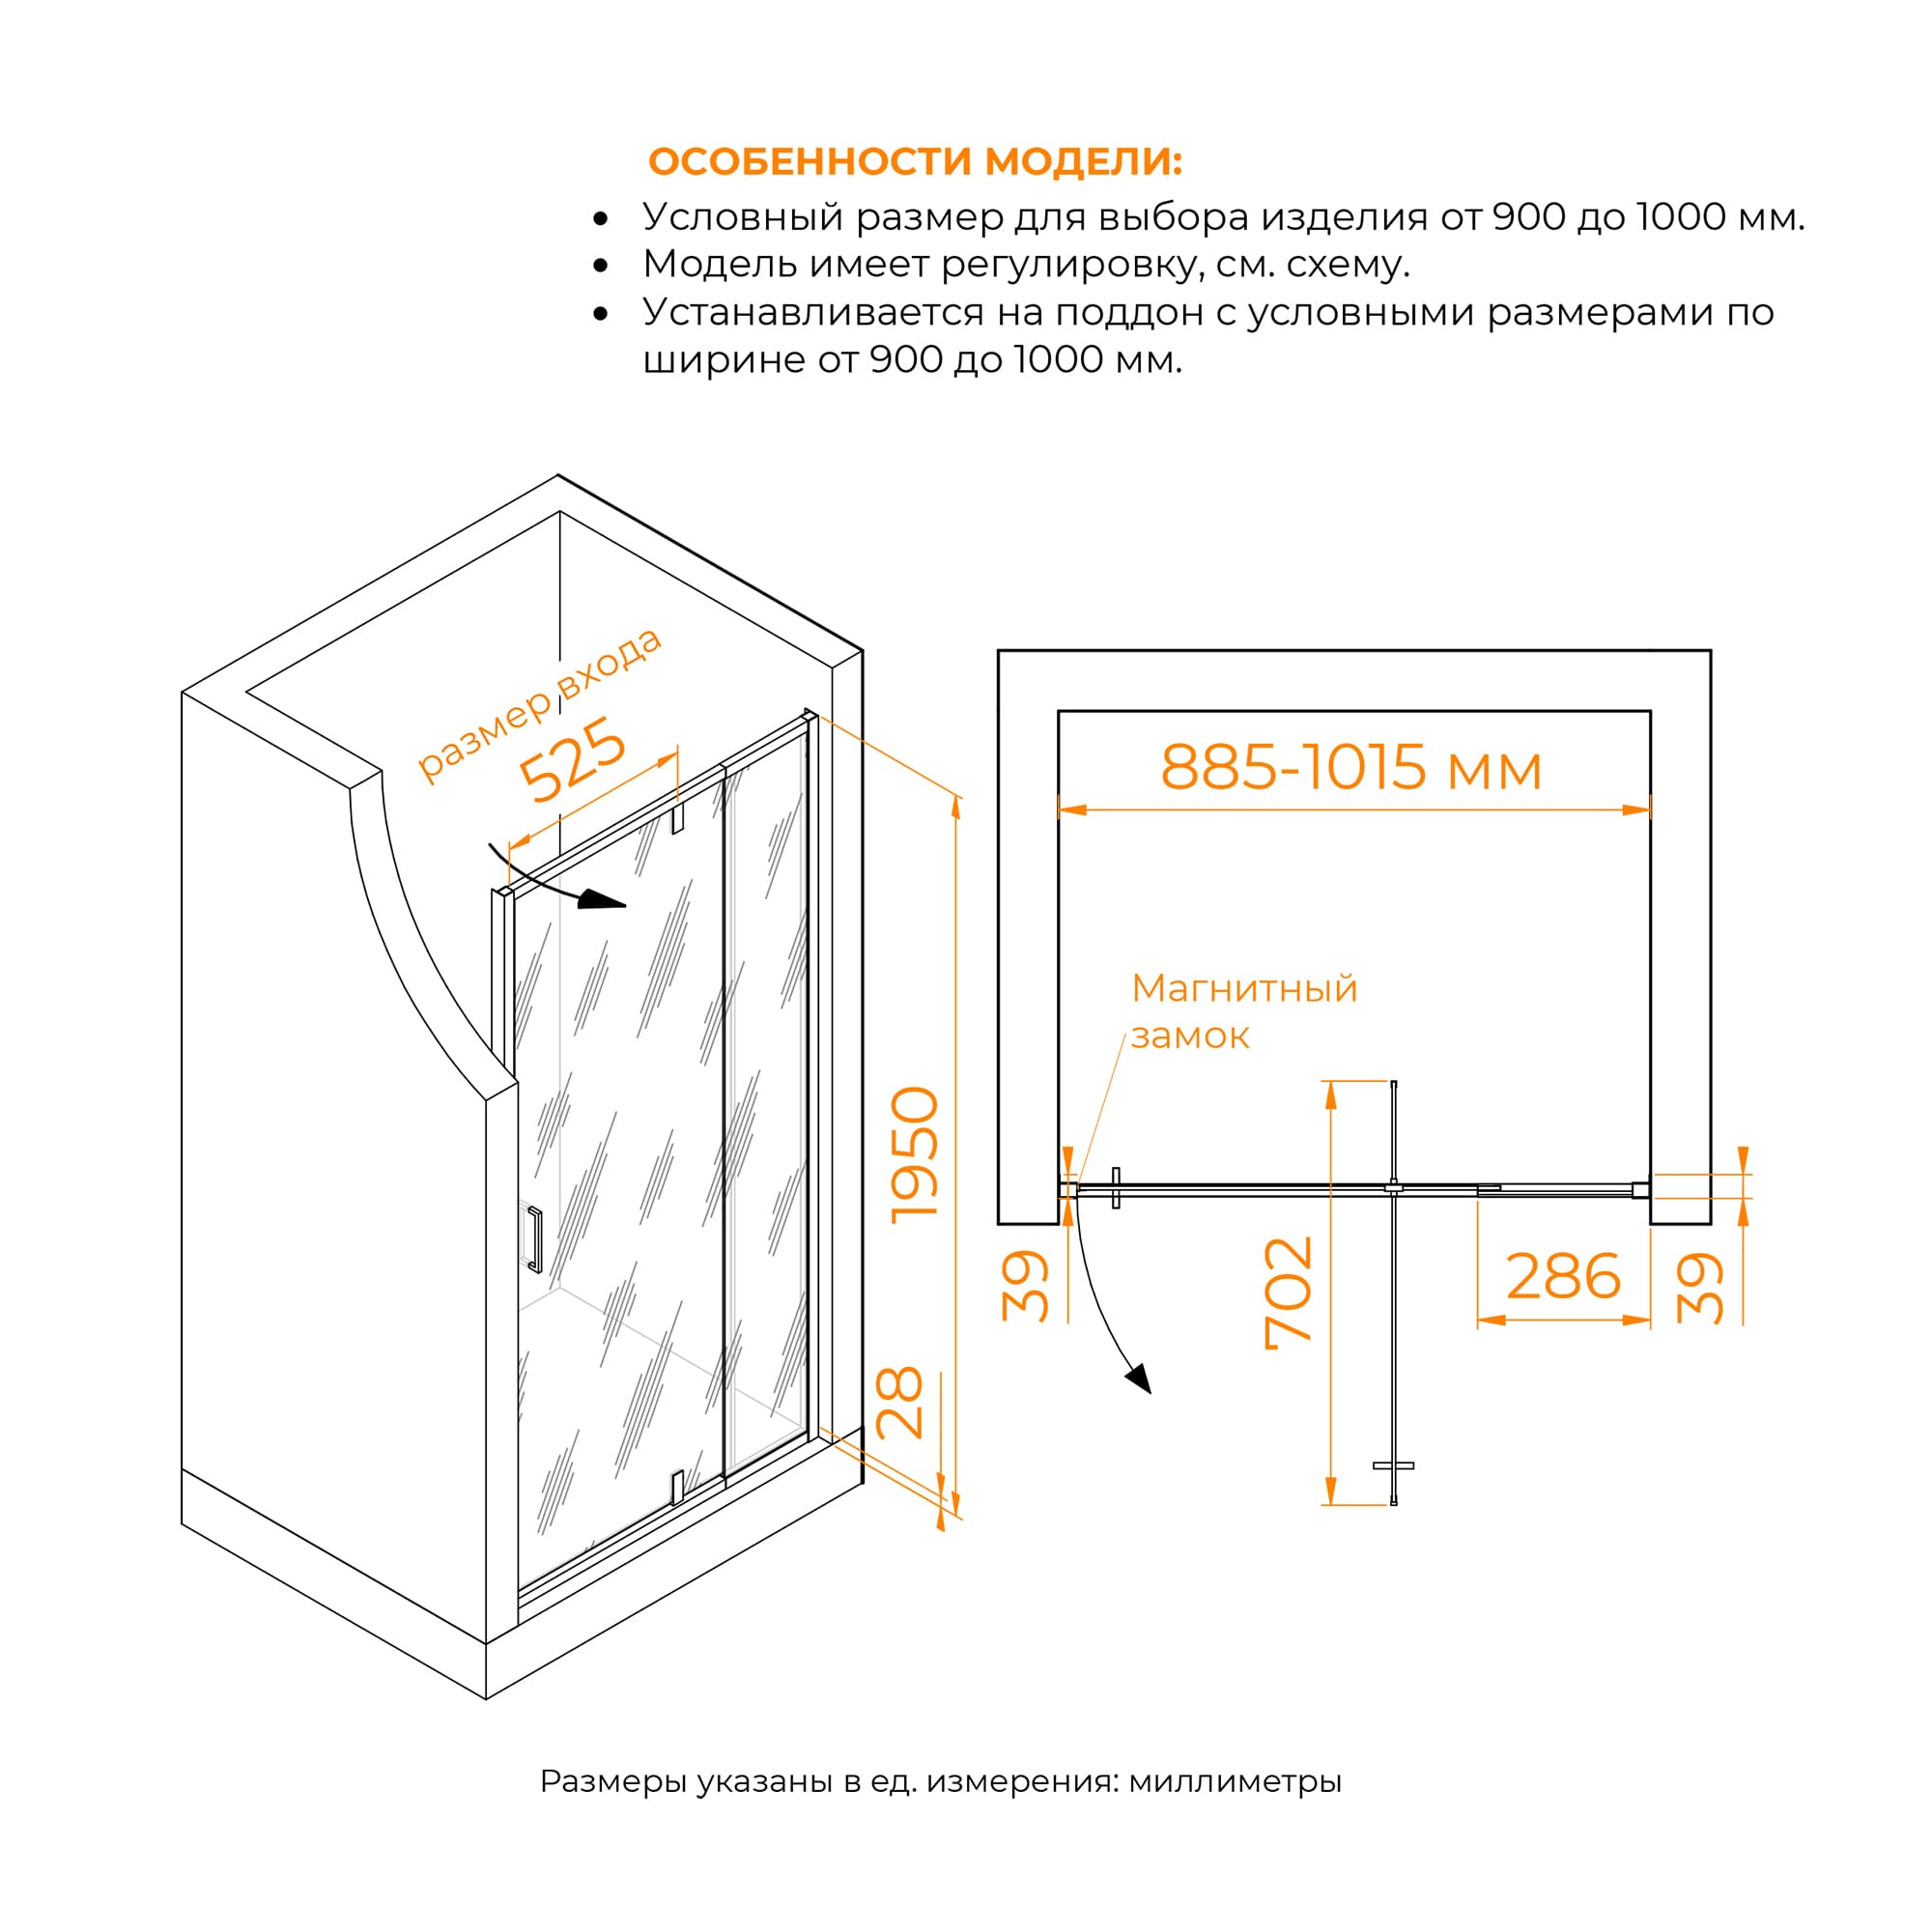 ОСОБЕННОСТИ МОДЕЛИ:
• Условный размер для выбора изделия от 900 до 1000 мм.
• Модель имеет регулировку, см. схему.
• Устанавливается на поддон с условными размерами по
ширине от 900 до 1000 мм.
размер входа
525
1950
28
885-1015 мм
Магнитный
замок
39
702
286
39
Размеры указаны в ед. измерения: миллиметры